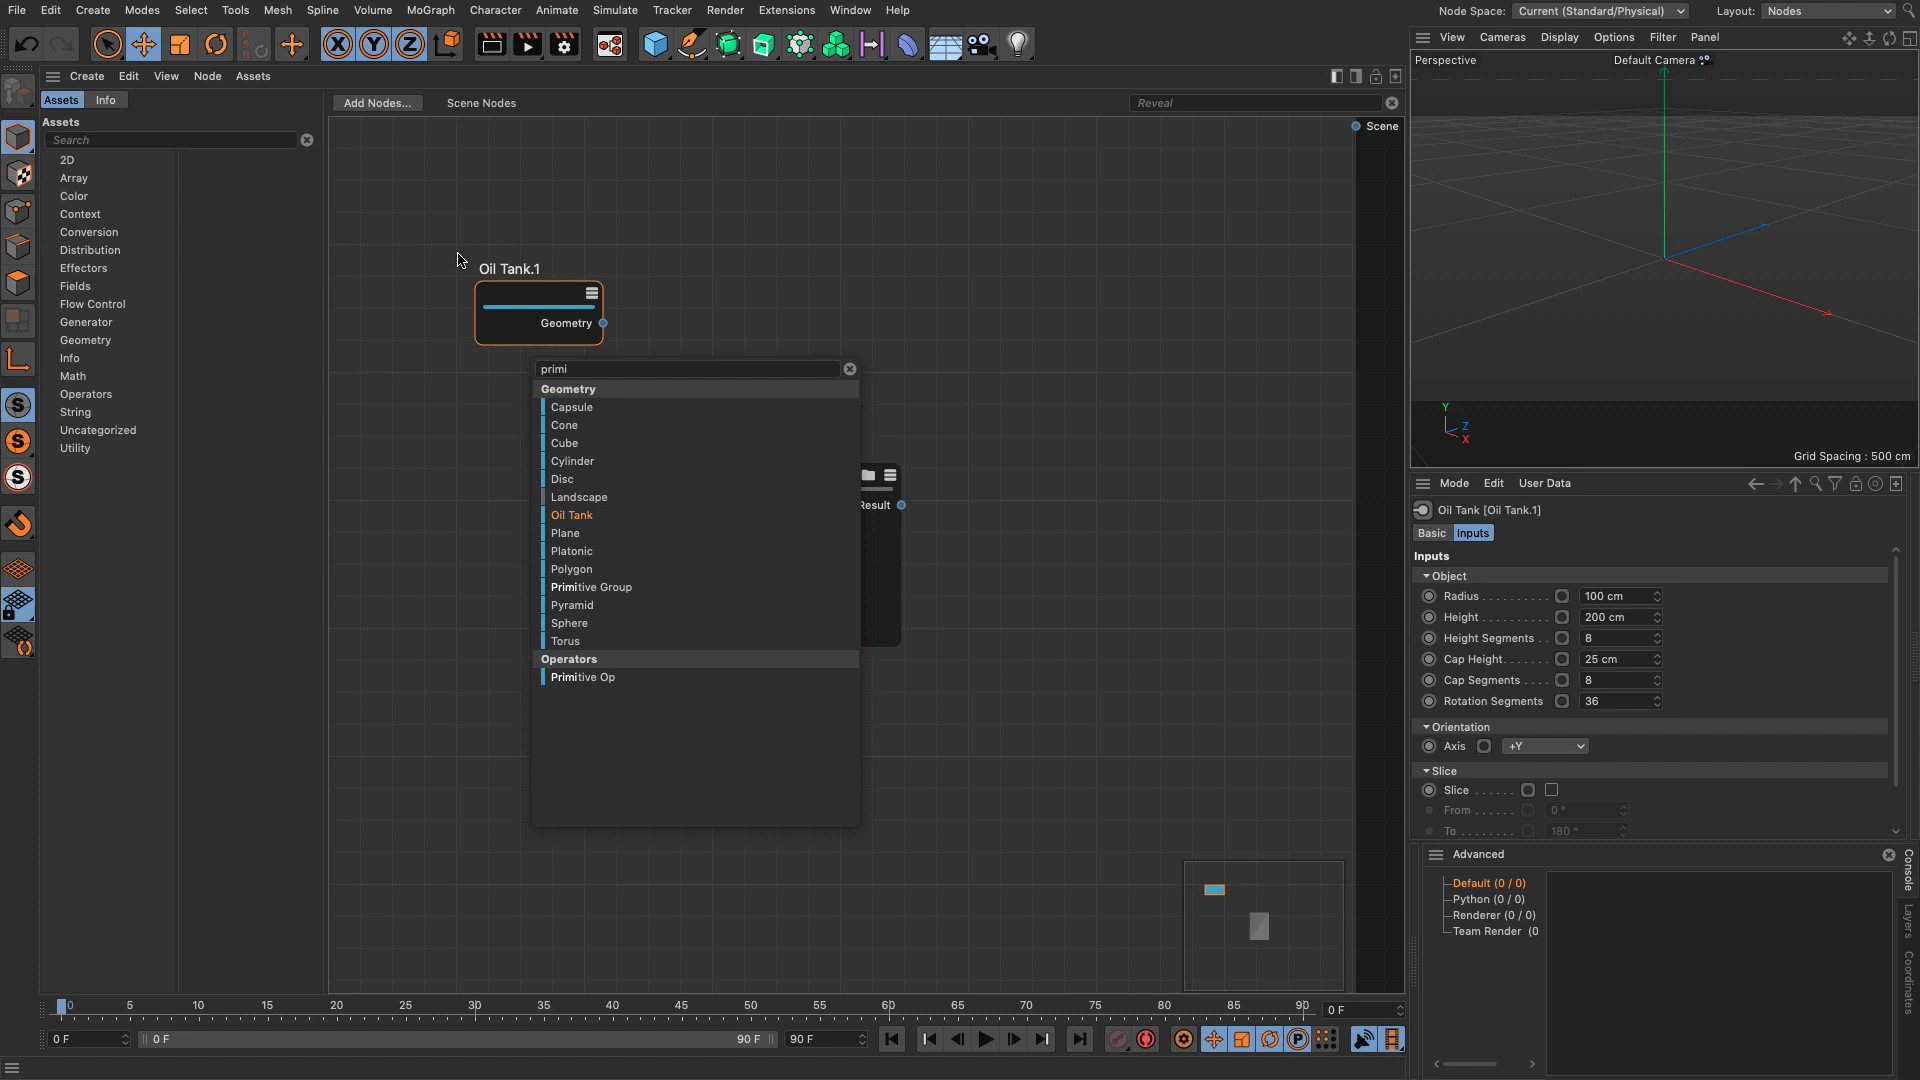 File Edit Create Modes Select Tools Mesh Spline Volume MoGraph Character Animate Simulate Tracker Render Extensions Window Help
Node Space: Current (Standard/Physical) Layout: Nodes
View Cameras Display Options Filter Panel
Perspective Default Camera
Create Edit View Node Assets
Assets Info
Add Nodes... Scene Nodes Reveal
Assets
Search
2D
Array
Color
Context
Conversion
Distribution
Effectors
Fields
Flow Control
Generator
Geometry
Info
Math
Operators
String
Uncategorized
Utility
Scene
Oil Tank.1
Geometry
primi
Geometry
Capsule
Cone
Cube
Cylinder
Disc
Landscape
Oil Tank
Plane
Platonic
Polygon
Primitive Group
Pyramid
Sphere
Torus
Operators
Primitive Op
Result
Y
Z
X
Grid Spacing : 500 cm
Mode Edit User Data
Oil Tank [Oil Tank.1]
Basic Inputs
Inputs
Object
Radius 100 cm
Height 200 cm
Height Segments 8
Cap Height 25 cm
Cap Segments 8
Rotation Segments 36
Orientation
Axis +Y
Slice
Slice
From 0 °
To 180 °
Advanced
Default (0 / 0)
Python (0 / 0)
Renderer (0 / 0)
Team Render (0
Console
Layers
Coordinates
0 5 10 15 20 25 30 35 40 45 50 55 60 65 70 75 80 85 90 0 F
0 F 0 F 90 F 90 F